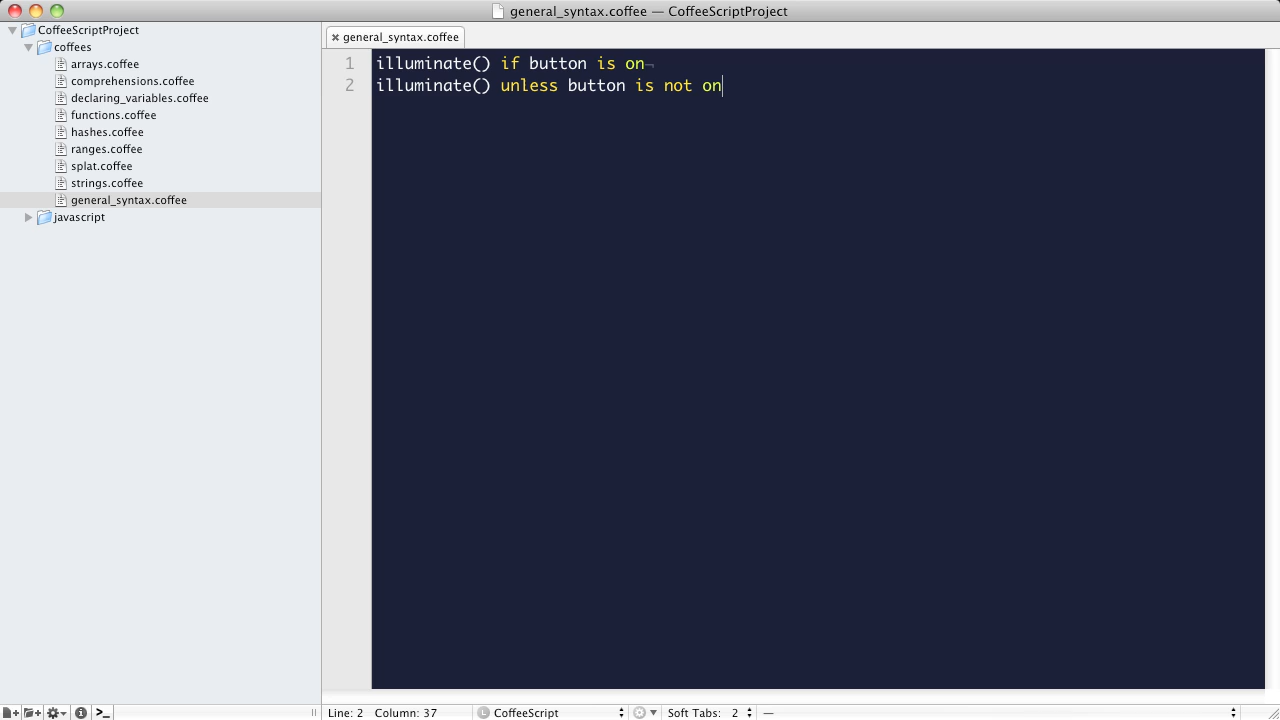 general_syntax.coffee — CoffeeScriptProject
CoffeeScriptProject
coffees
arrays.coffee
comprehensions.coffee
declaring_variables.coffee
functions.coffee
hashes.coffee
ranges.coffee
splat.coffee
strings.coffee
general_syntax.coffee
javascript
general_syntax.coffee
1 illuminate() if button is on¬
2 illuminate() unless button is not on
Line: 2 Column: 37
L CoffeeScript
Soft Tabs: 2
—